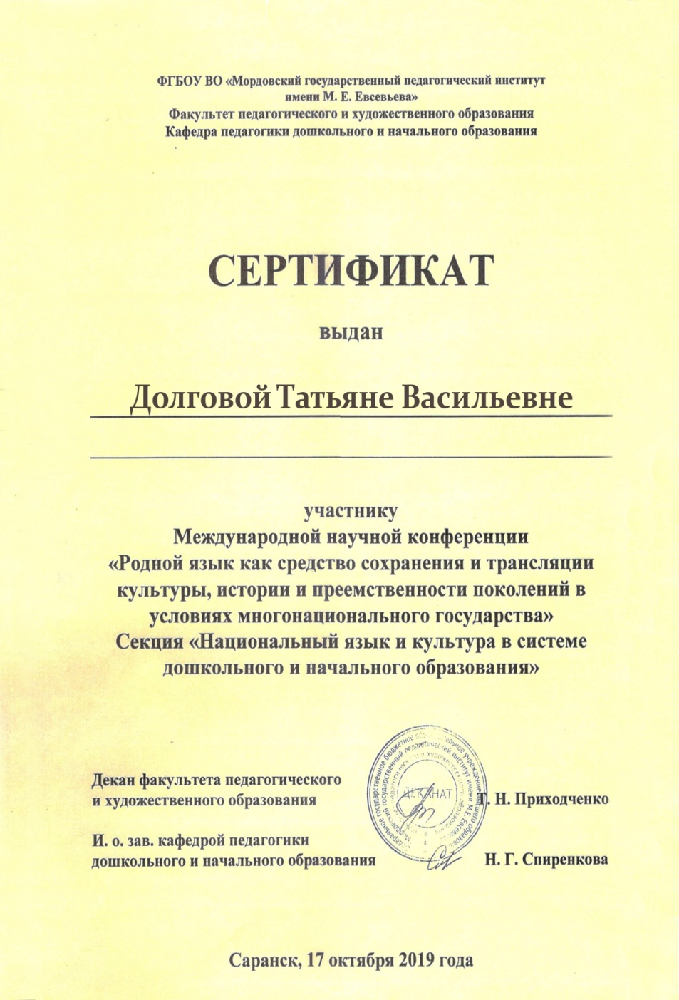 ФГБОУ ВО «Мордовский государственный педагогический институт
имени М. Е. Евсевьева»
Факультет педагогического и художественного образования
Кафедра педагогики дошкольного и начального образования
СЕРТИФИКАТ
выдан
Долговой Татьяне Васильевне
участнику
Международной научной конференции
«Родной язык как средство сохранения и трансляции
культуры, истории и преемственности поколений в
условиях многонационального государства»
Секция «Национальный язык и культура в системе
дошкольного и начального образования»
Декан факультета педагогического
и художественного образования
Т. Н. Приходченко
ДЕКАНАТ
И. о. зав. кафедрой педагогики
дошкольного и начального образования
Н. Г. Спиренкова
Саранск, 17 октября 2019 года